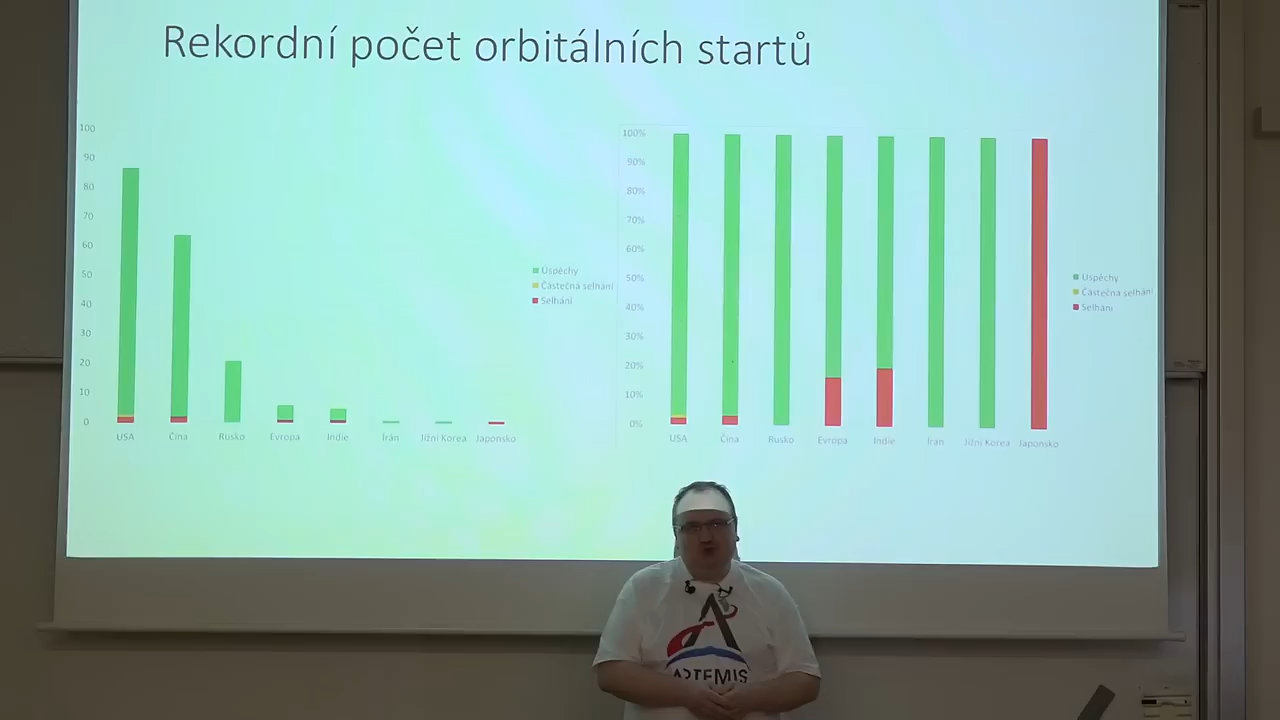 Rekordní počet orbitálních startů
100
90
80
70
60
50
40
30
20
10
0
USA
Čína
Rusko
Evropa
Indie
Írán
Jižní Korea
Japonsko
Úspěchy
Částečná selhání
Selhání
100%
90%
80%
70%
60%
50%
40%
30%
20%
10%
0%
USA
Čína
Rusko
Evropa
Indie
Írán
Jižní Korea
Japonsko
Úspěchy
Částečná selhání
Selhání
ARTEMIS